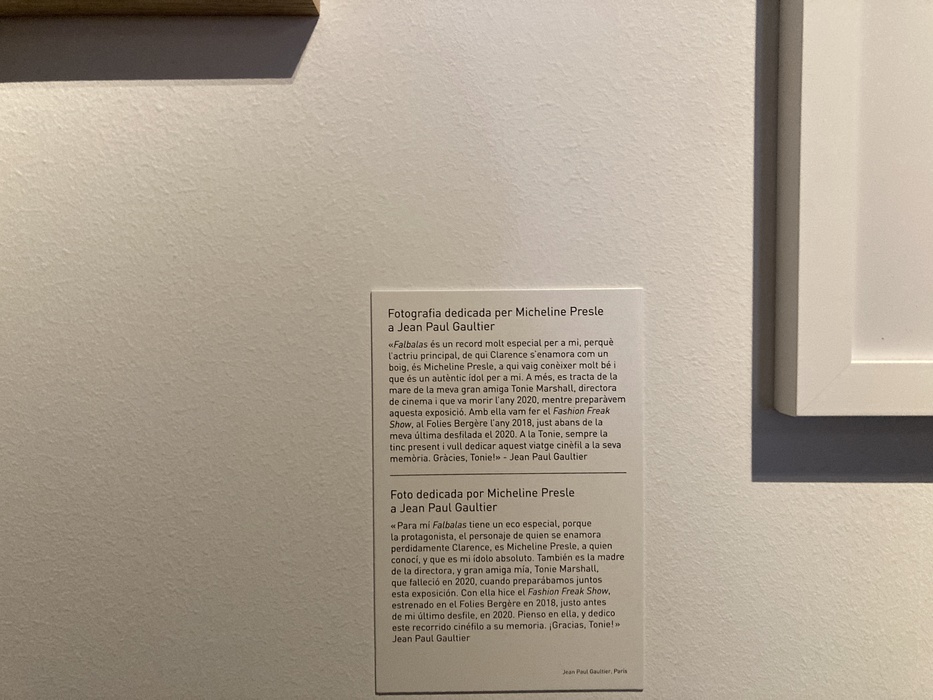 Fotografia dedicada per Micheline Presle
a Jean Paul Gaultier
«Falbalas és un record molt especial per a mi, perquè
l'actriu principal, de qui Clarence s'enamora com un
boig, és Micheline Presle, a qui vaig conèixer molt bé i
que és un autèntic ídol per a mi. A més, es tracta de la
mare de la meva gran amiga Tonie Marshall, directora
de cinema i que va morir l'any 2020, mentre preparàvem
aquesta exposició. Amb ella vam fer el Fashion Freak
Show, al Folies Bergère l'any 2018, just abans de la
meva última desfilada el 2020. A la Tonie, sempre la
tinc present i vull dedicar aquest viatge cinèfil a la seva
memòria. Gràcies, Tonie!» - Jean Paul Gaultier
Foto dedicada por Micheline Presle
a Jean Paul Gaultier
«Para mi Falbalas tiene un eco especial, porque
la protagonista, el personaje de quien se enamora
perdidamente Clarence, es Micheline Presle, a quien
conocí, y que es mi ídolo absoluto. También es la madre
de la directora, y gran amiga mía, Tonie Marshall,
que falleció en 2020, cuando preparábamos juntos
esta exposición. Con ella hice el Fashion Freak Show,
estrenado en el Folies Bergère en 2018, justo antes
de mi último desfile, en 2020. Pienso en ella, y dedico
este recorrido cinéfilo a su memoria. ¡Gracias, Tonie!»
Jean Paul Gaultier
Jean Paul Gaultier, Paris